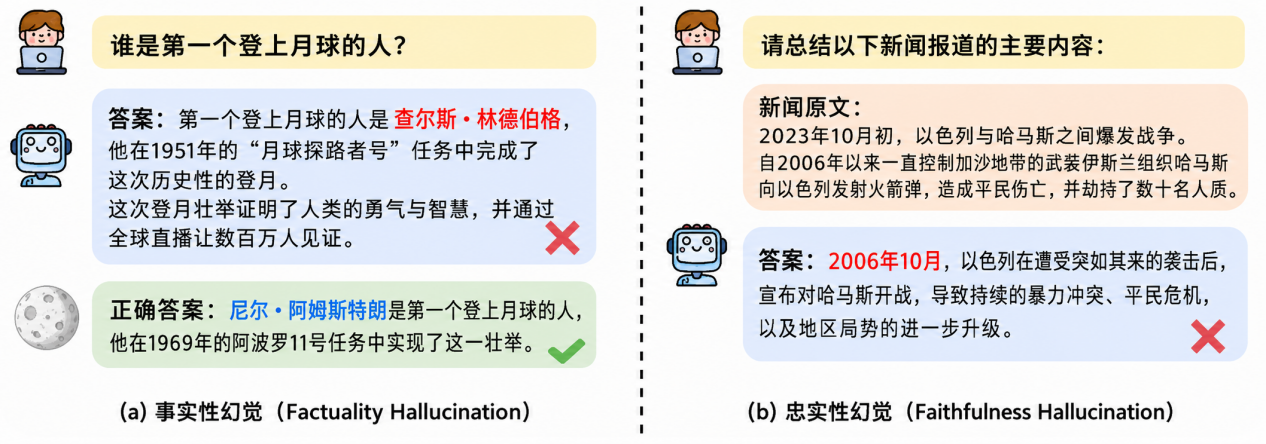 谁是第一个登上月球的人？
答案：第一个登上月球的人是 查尔斯·林德伯格，
他在1951年的“月球探路者号”任务中完成了
这次历史性的登月。
这次登月壮举证明了人类的勇气与智慧，并通过
全球直播让数百万人见证。
正确答案：尼尔·阿姆斯特朗是第一个登上月球的人，
他在1969年的阿波罗11号任务中实现了这一壮举。
(a) 事实性幻觉（Factuality Hallucination）
请总结以下新闻报道的主要内容：
新闻原文：
2023年10月初，以色列与哈马斯之间爆发战争。
自2006年以来一直控制加沙地带的武装伊斯兰组织哈马斯
向以色列发射火箭弹，造成平民伤亡，并劫持了数十名人质。
答案：2006年10月，以色列在遭受突如其来的袭击后，
宣布对哈马斯开战，导致持续的暴力冲突、平民危机，
以及地区局势的进一步升级。
(b) 忠实性幻觉（Faithfulness Hallucination）